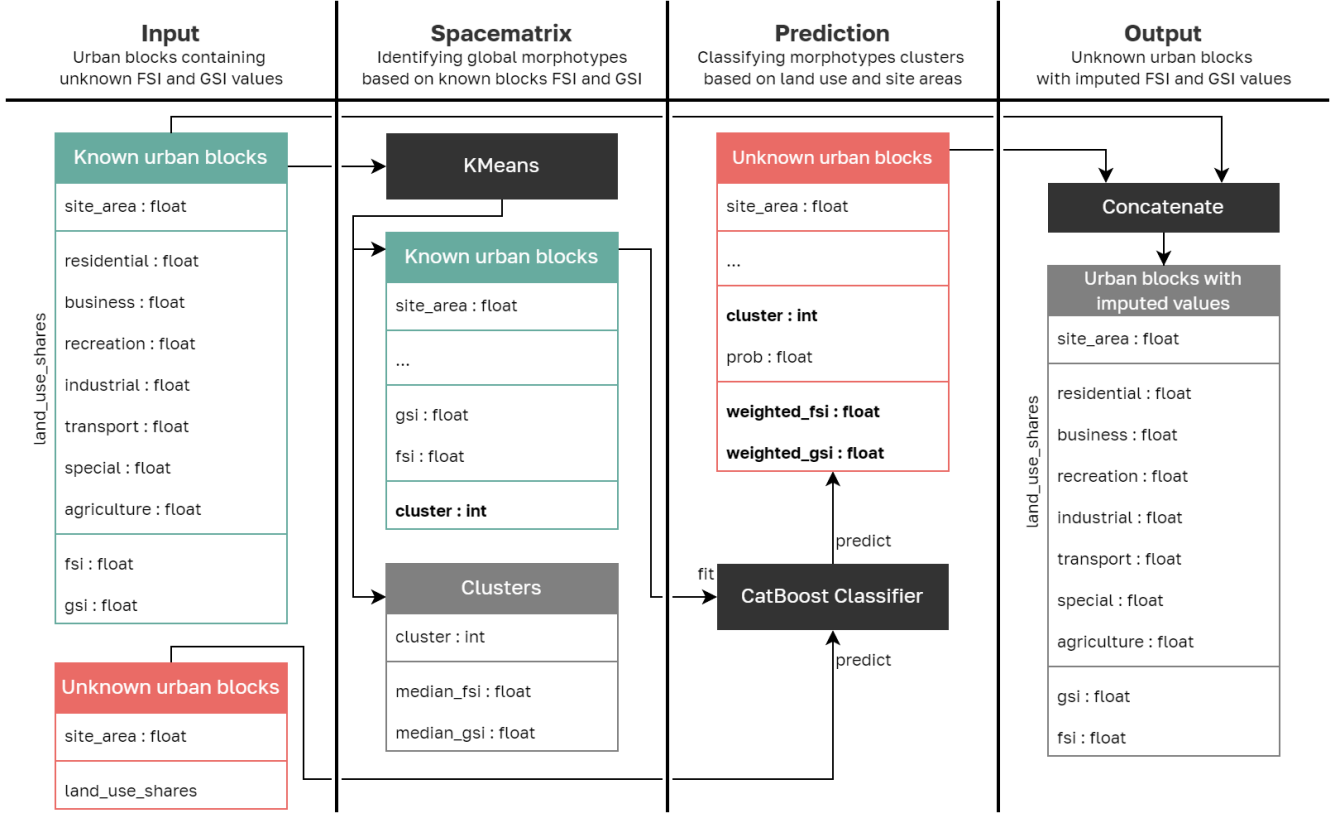 Input
Urban blocks containing
unknown FSI and GSI values
Spacematrix
Identifying global morphotypes
based on known blocks FSI and GSI
Prediction
Classifying morphotypes clusters
based on land use and site areas
Output
Unknown urban blocks
with imputed FSI and GSI values
Known urban blocks
site_area : float
land_use_shares
residential : float
business : float
recreation : float
industrial : float
transport : float
special : float
agriculture : float
fsi : float
gsi : float
Unknown urban blocks
site_area : float
land_use_shares
KMeans
Known urban blocks
site_area : float
...
gsi : float
fsi : float
cluster : int
Clusters
cluster : int
median_fsi : float
median_gsi : float
Unknown urban blocks
site_area : float
...
cluster : int
prob : float
weighted_fsi : float
weighted_gsi : float
predict
fit
CatBoost Classifier
predict
Concatenate
Urban blocks with
imputed values
site_area : float
land_use_shares
residential : float
business : float
recreation : float
industrial : float
transport : float
special : float
agriculture : float
gsi : float
fsi : float